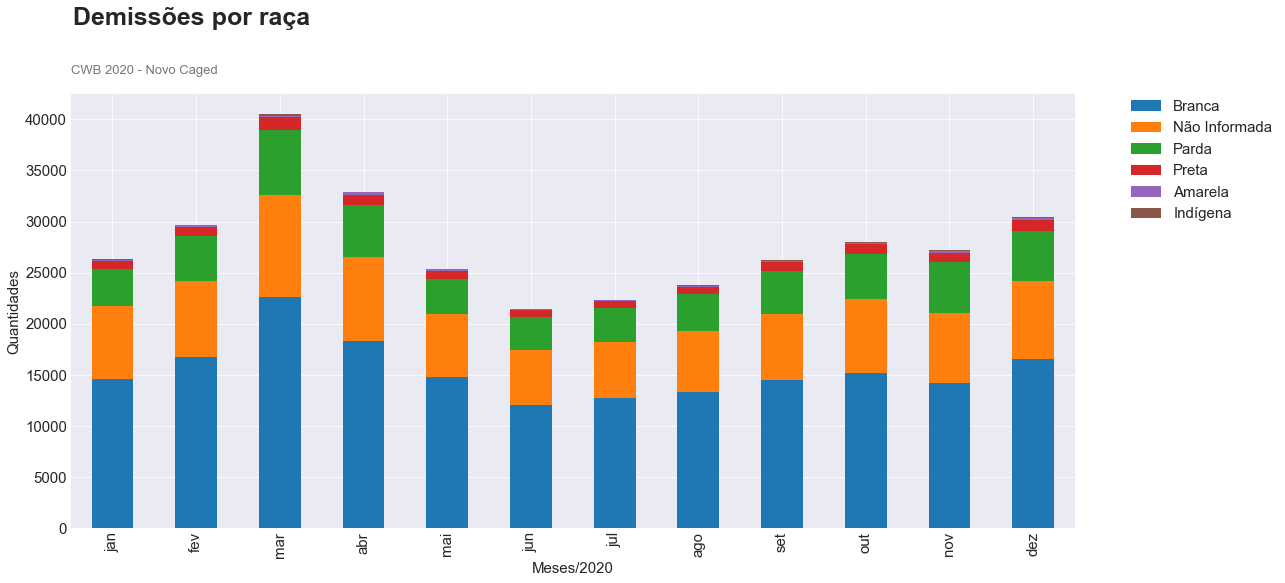 Demissões por raça
CWB 2020 - Novo Caged
Quantidades
40000
35000
30000
25000
20000
15000
10000
5000
0
jan
fev
mar
abr
mai
jun
jul
ago
set
out
nov
dez
Meses/2020
Branca
Não Informada
Parda
Preta
Amarela
Indígena